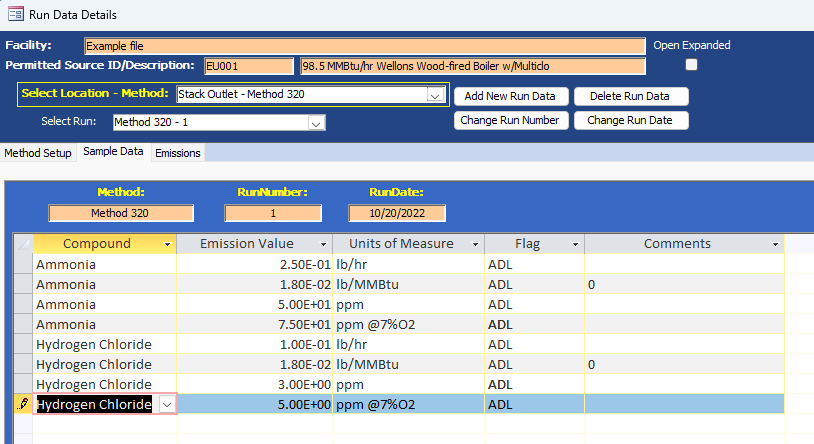 Run Data Details
Facility: Example file Open Expanded
Permitted Source ID/Description: EU001 98.5 MMBtu/hr Wellons Wood-fired Boiler w/Multiclo
Select Location - Method: Stack Outlet - Method 320 Add New Run Data Delete Run Data
Select Run: Method 320 - 1 Change Run Number Change Run Date
Method Setup Sample Data Emissions
Method: RunNumber: RunDate:
Method 320 1 10/20/2022
Compound Emission Value Units of Measure Flag Comments
Ammonia 2.50E-01 lb/hr ADL
Ammonia 1.80E-02 lb/MMBtu ADL 0
Ammonia 5.00E+01 ppm ADL
Ammonia 7.50E+01 ppm @7%O2 ADL
Hydrogen Chloride 1.00E-01 lb/hr ADL
Hydrogen Chloride 1.80E-02 lb/MMBtu ADL 0
Hydrogen Chloride 3.00E+00 ppm ADL
Hydrogen Chloride 5.00E+00 ppm @7%O2 ADL